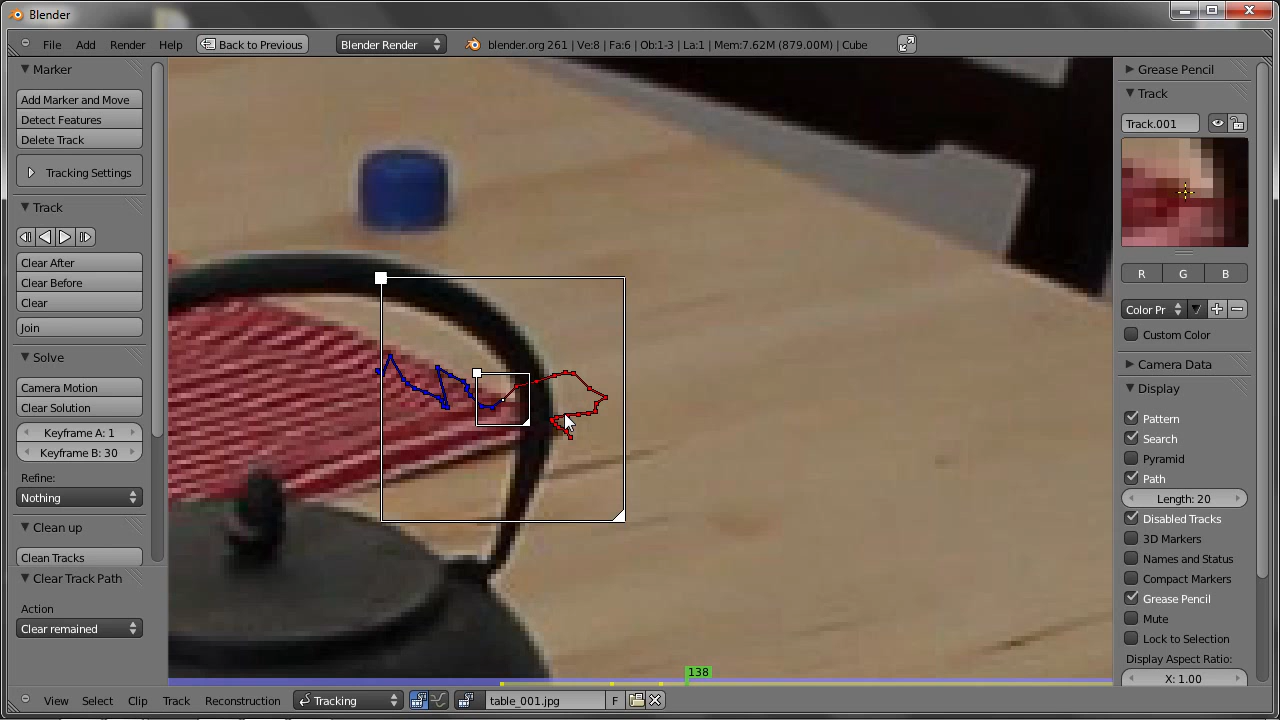 Blender
File Add Render Help Back to Previous Blender Render blender.org 261 | Ve:8 | Fa:6 | Ob:1-3 | La:1 | Mem:7.62M (879.00M) | Cube
Marker
Add Marker and Move
Detect Features
Delete Track
Tracking Settings
Track
Clear After
Clear Before
Clear
Join
Solve
Camera Motion
Clear Solution
Keyframe A: 1
Keyframe B: 30
Refine:
Nothing
Clean up
Clean Tracks
Clear Track Path
Action
Clear remained
138
Grease Pencil
Track
Track.001
R G B
Color Pr
Custom Color
Camera Data
Display
Pattern
Search
Pyramid
Path
Length: 20
Disabled Tracks
3D Markers
Names and Status
Compact Markers
Grease Pencil
Mute
Lock to Selection
Display Aspect Ratio:
X: 1.00
View Select Clip Track Reconstruction Tracking table_001.jpg F